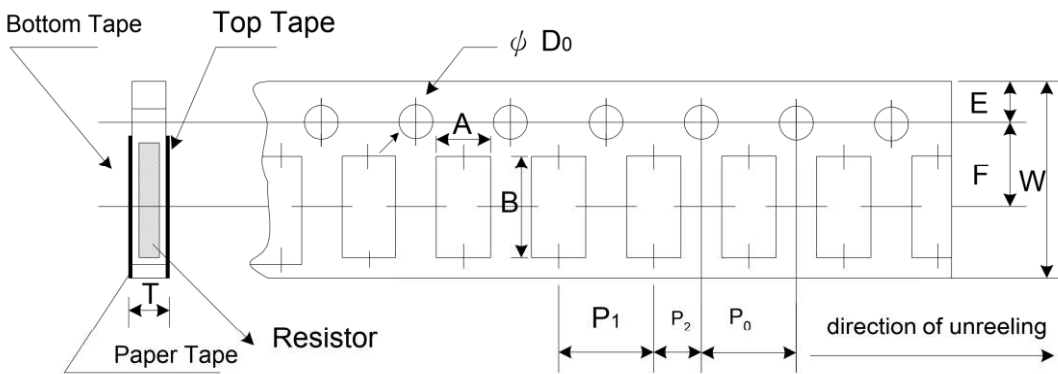 Bottom Tape
Top Tape
ψ D0
E
A
F
W
B
T
P1
P2
P0
direction of unreeling
Resistor
Paper Tape